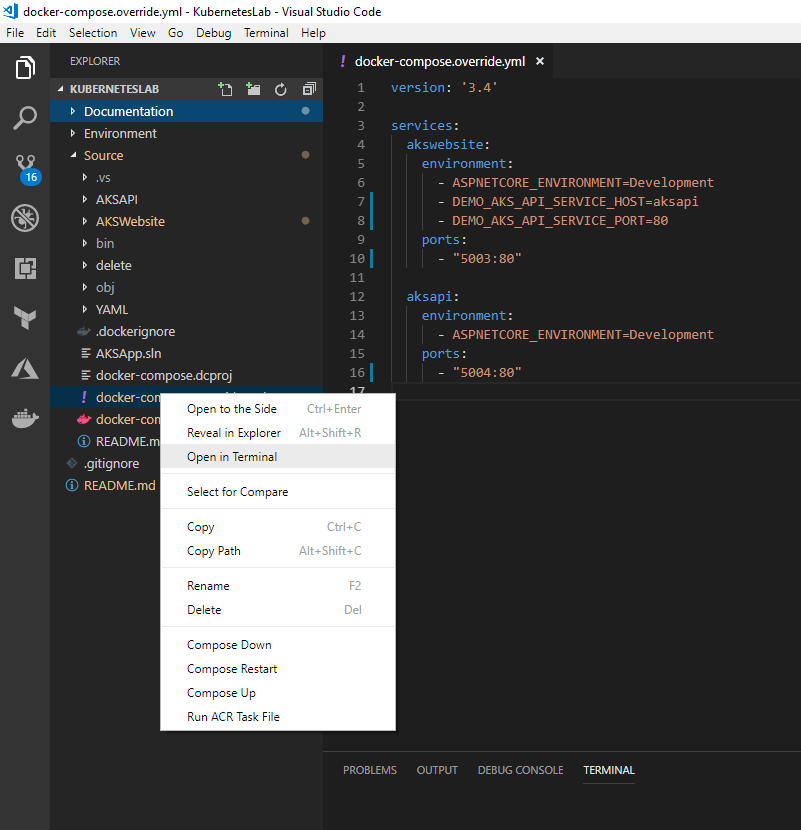 docker-compose.override.yml - KubernetesLab - Visual Studio Code
File Edit Selection View Go Debug Terminal Help
EXPLORER
KUBERNETESLAB
Documentation
Environment
Source
.vs
AKSAPI
AKSWebsite
bin
delete
obj
YAML
.dockerignore
AKSApp.sln
docker-compose.dcproj
docker-com
docker-com
README.m
.gitignore
README.md
16
Open to the Side Ctrl+Enter
Reveal in Explorer Alt+Shift+R
Open in Terminal
Select for Compare
Copy Ctrl+C
Copy Path Alt+Shift+C
Rename F2
Delete Del
Compose Down
Compose Restart
Compose Up
Run ACR Task File
docker-compose.override.yml ×
1 version: '3.4'
2
3 services:
4 akswebsite:
5 environment:
6 - ASPNETCORE_ENVIRONMENT=Development
7 - DEMO_AKS_API_SERVICE_HOST=aksapi
8 - DEMO_AKS_API_SERVICE_PORT=80
9 ports:
10 - "5003:80"
11
12 aksapi:
13 environment:
14 - ASPNETCORE_ENVIRONMENT=Development
15 ports:
16 - "5004:80"
17
PROBLEMS OUTPUT DEBUG CONSOLE TERMINAL